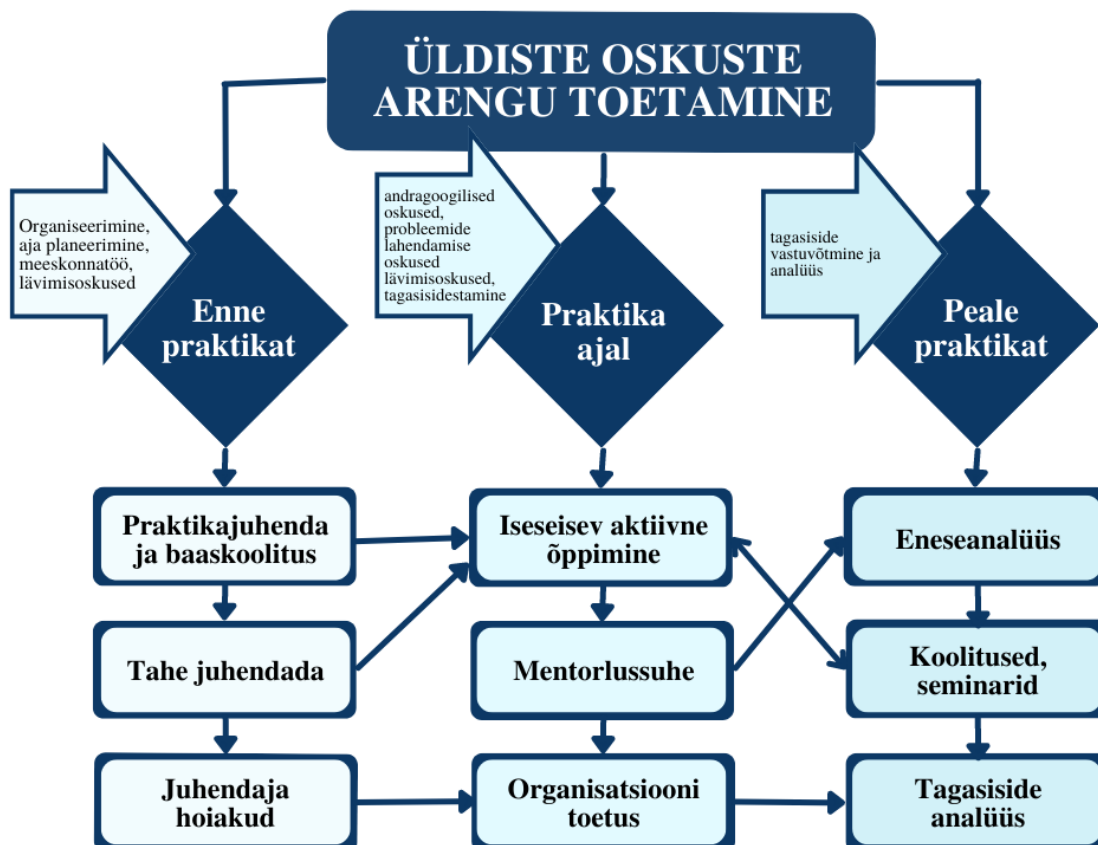 ÜLDISTE OSKUSTE
ARENGU TOETAMINE
Organiseerimine,
aja planeerimine,
meeskonnatöö,
lävimisoskused
Enne
praktikat
andragoogilised
oskused,
probleemide
lahendamise
oskused
lävimisoskused,
tagasisidestamine
Praktika
ajal
tagasiside
vastuvõtmine ja
analüüs
Peale
praktikat
Praktikajuhenda
ja baaskoolitus
Iseseisev aktiivne
õppimine
Eneseanalüüs
Tahe juhendada
Mentorlussuhe
Koolitused,
seminarid
Juhendaja
hoiakud
Organisatsiooni
toetus
Tagasiside
analüüs